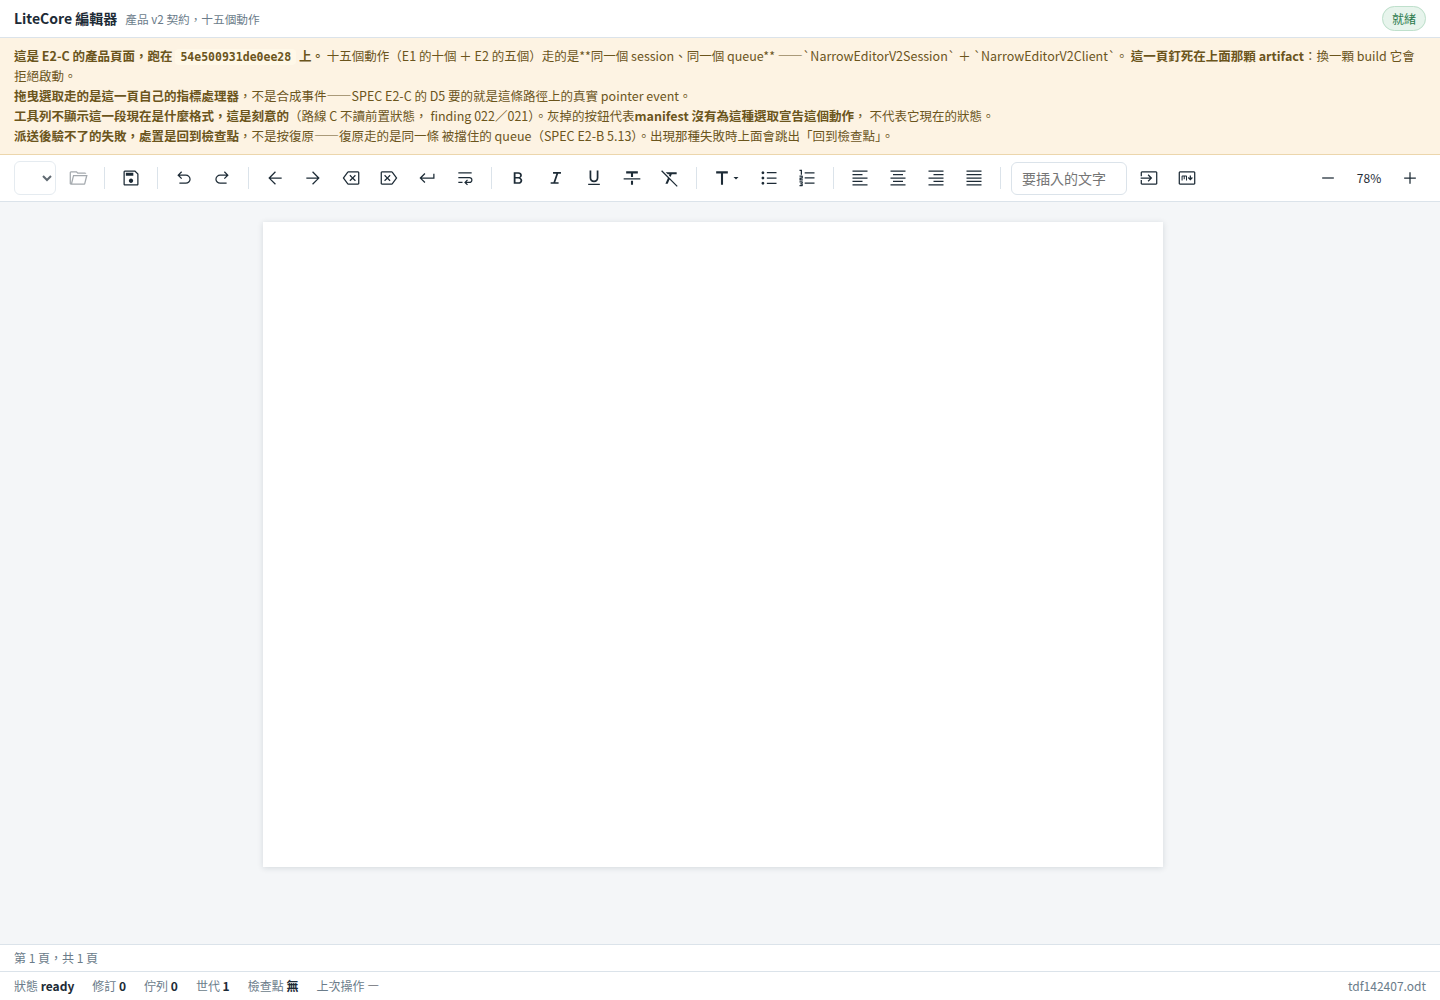 LiteCore 編輯器 產品 v2 契約，十五個動作 就緒
這是 E2-C 的產品頁面，跑在 54e500931de0ee28 上。 十五個動作（E1 的十個 ＋ E2 的五個）走的是**同一個 session、同一個 queue** ——`NarrowEditorV2Session` ＋ `NarrowEditorV2Client`。 這一頁釘死在上面那顆 artifact：換一顆 build 它會
拒絕啟動。
拖曳選取走的是這一頁自己的指標處理器，不是合成事件——SPEC E2-C 的 D5 要的就是這條路徑上的真實 pointer event。
工具列不顯示這一段現在是什麼格式，這是刻意的（路線 C 不讀前置狀態， finding 022／021）。灰掉的按鈕代表manifest 沒有為這種選取宣告這個動作， 不代表它現在的狀態。
派送後驗不了的失敗，處置是回到檢查點，不是按復原——復原走的是同一條 被擋住的 queue（SPEC E2-B 5.13）。出現那種失敗時上面會跳出「回到檢查點」。
要插入的文字 78%
第 1 頁，共 1 頁
狀態 ready 修訂 0 佇列 0 世代 1 檢查點 無 上次操作 — tdf142407.odt